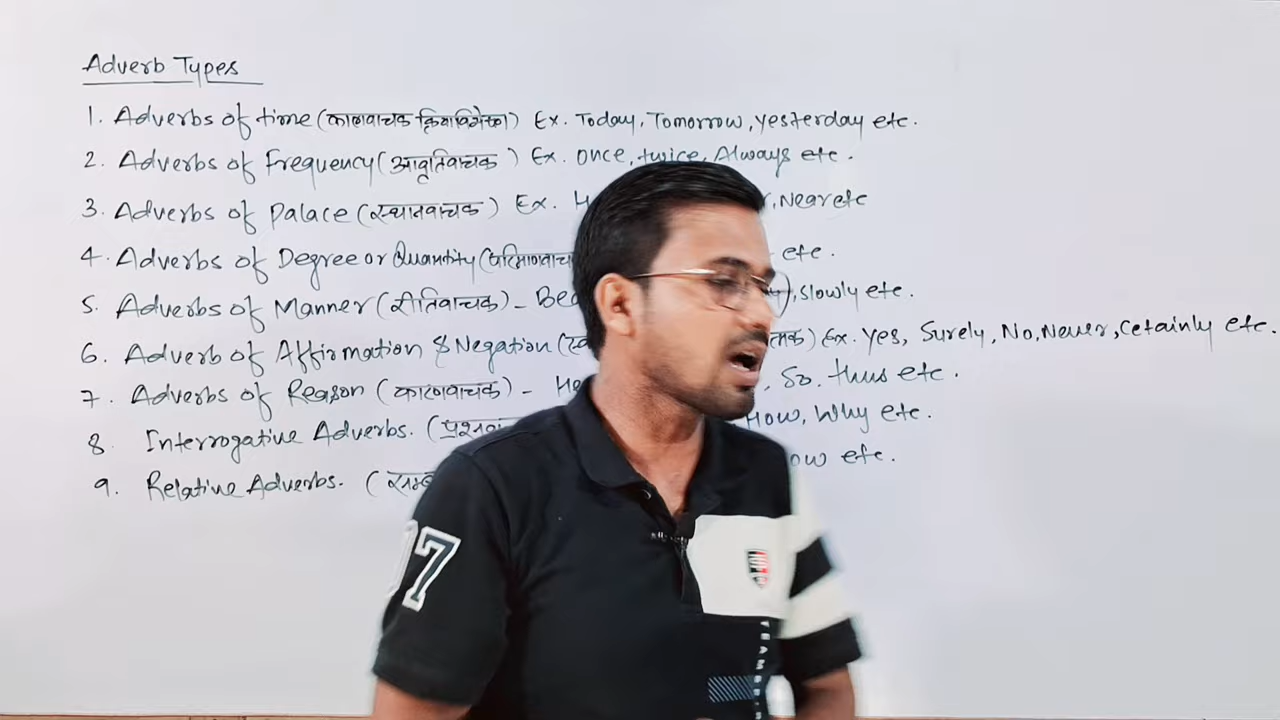 Adverb Types
1. Adverbs of time (कालवाचक क्रियाविशेषण) Ex. Today, Tomorrow, yesterday etc.
2. Adverbs of Frequency (आवृतिवाचक) Ex. once, twice, Always etc.
3. Adverbs of Palace (स्थानवाचक) Ex. Near etc
4. Adverbs of Degree or Quantity etc.
5. Adverbs of Manner (रीतिवाचक) - slowly etc.
6. Adverb of Affirmation & Negation Ex. Yes, Surely, No, Never, Cetainly etc.
7. Adverbs of Reason (कारणवाचक) - So. thus etc.
8. Interrogative Adverbs. How, Why etc.
9. Relative Adverbs. etc.
07
TEAM